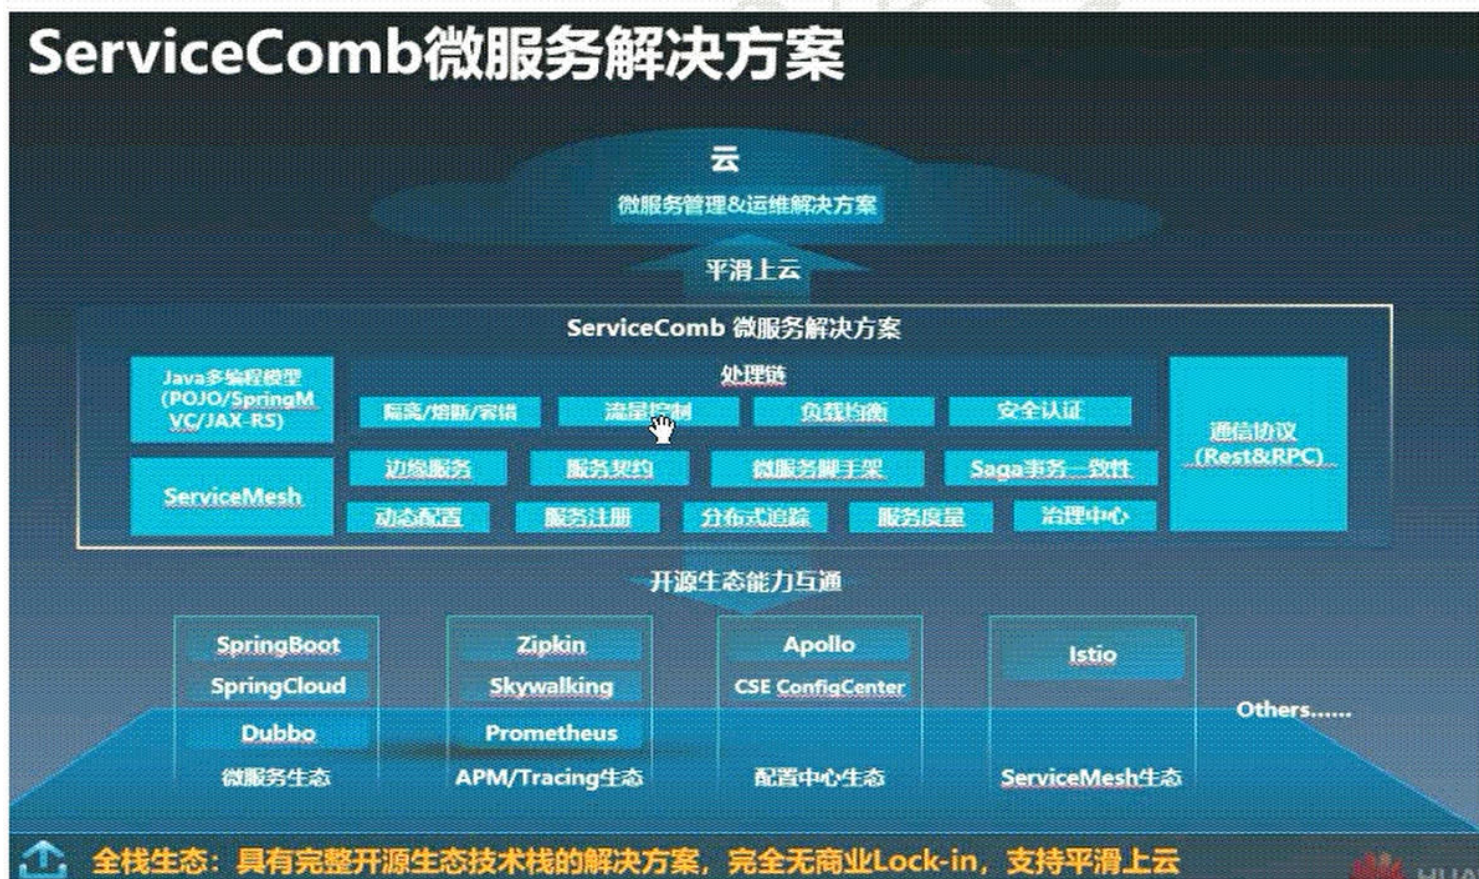 ServiceComb微服务解决方案
云
微服务管理&运维解决方案
平滑上云
ServiceComb 微服务解决方案
Java多编程模型
(POJO/SpringM
VC/JAX-RS)
ServiceMesh
处理链
隔离/熔断/容错
流量控制
负载均衡
安全认证
边缘服务
服务契约
微服务脚手架
Saga事务一致性
动态配置
服务注册
分布式追踪
服务度量
治理中心
通信协议
(Rest&RPC)
开源生态能力互通
SpringBoot
SpringCloud
Dubbo
微服务生态
Zipkin
Skywalking
Prometheus
APM/Tracing生态
Apollo
CSE ConfigCenter
配置中心生态
Istio
ServiceMesh生态
Others......
全栈生态：具有完整开源生态技术栈的解决方案，完全无商业Lock-in，支持平滑上云